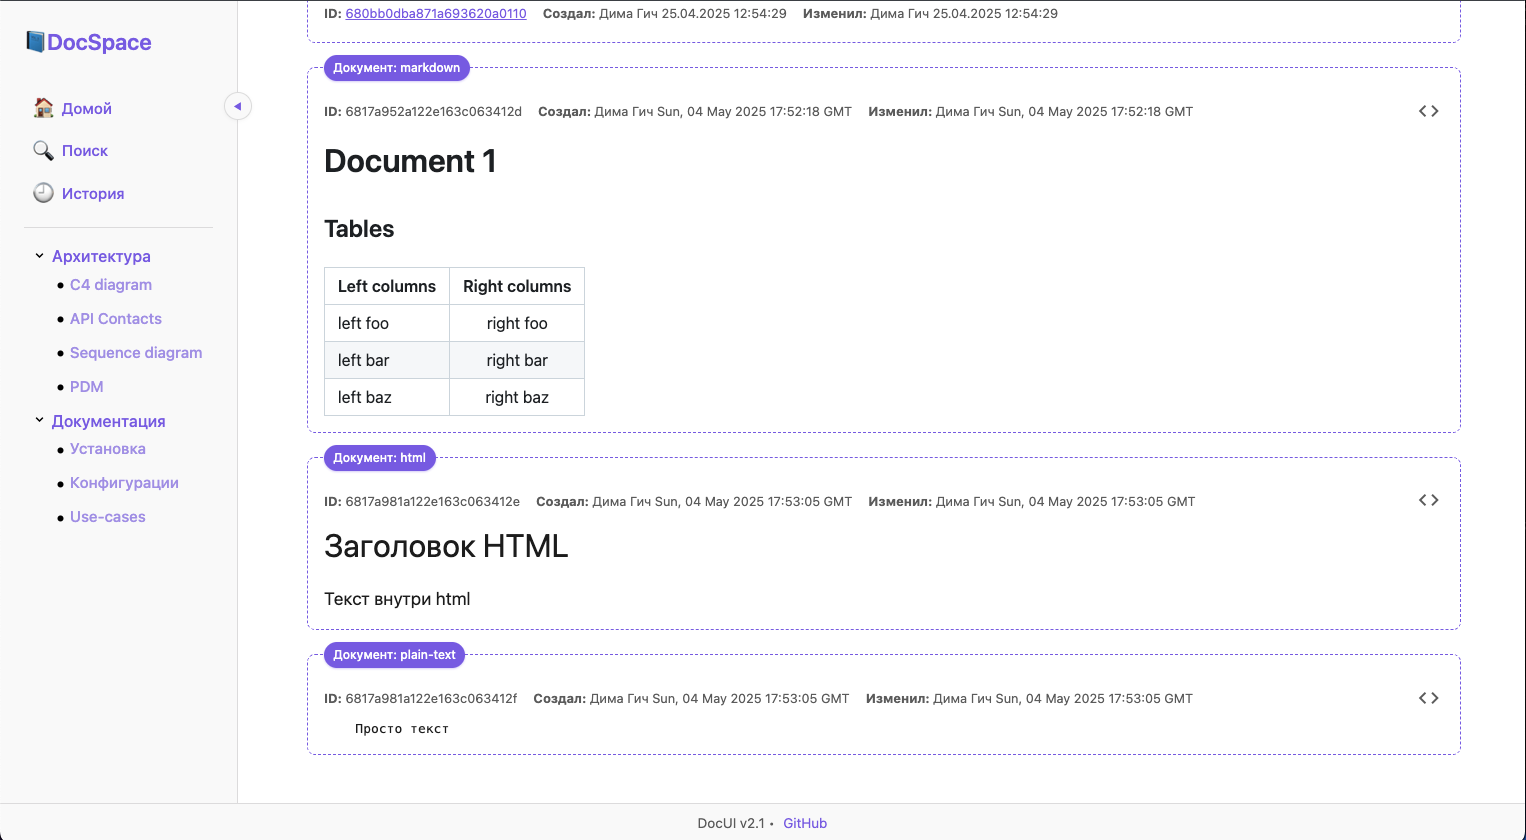 DocSpace
Домой
Поиск
История
Архитектура
C4 diagram
API Contacts
Sequence diagram
PDM
Документация
Установка
Конфигурации
Use-cases
ID: 680bb0dba871a693620a0110 Создал: Дима Гич 25.04.2025 12:54:29 Изменил: Дима Гич 25.04.2025 12:54:29
Документ: markdown
ID: 6817a952a122e163c063412d Создал: Дима Гич Sun, 04 May 2025 17:52:18 GMT Изменил: Дима Гич Sun, 04 May 2025 17:52:18 GMT
Document 1
Tables
Left columns Right columns
left foo right foo
left bar right bar
left baz right baz
Документ: html
ID: 6817a981a122e163c063412e Создал: Дима Гич Sun, 04 May 2025 17:53:05 GMT Изменил: Дима Гич Sun, 04 May 2025 17:53:05 GMT
Заголовок HTML
Текст внутри html
Документ: plain-text
ID: 6817a981a122e163c063412f Создал: Дима Гич Sun, 04 May 2025 17:53:05 GMT Изменил: Дима Гич Sun, 04 May 2025 17:53:05 GMT
Просто текст
DocUI v2.1 • GitHub